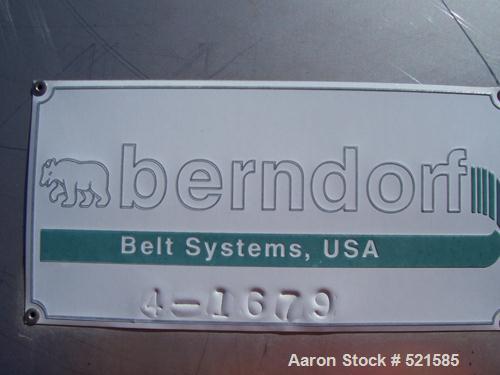 berndorf
Belt Systems, USA
4-1679
Aaron Stock # 521585